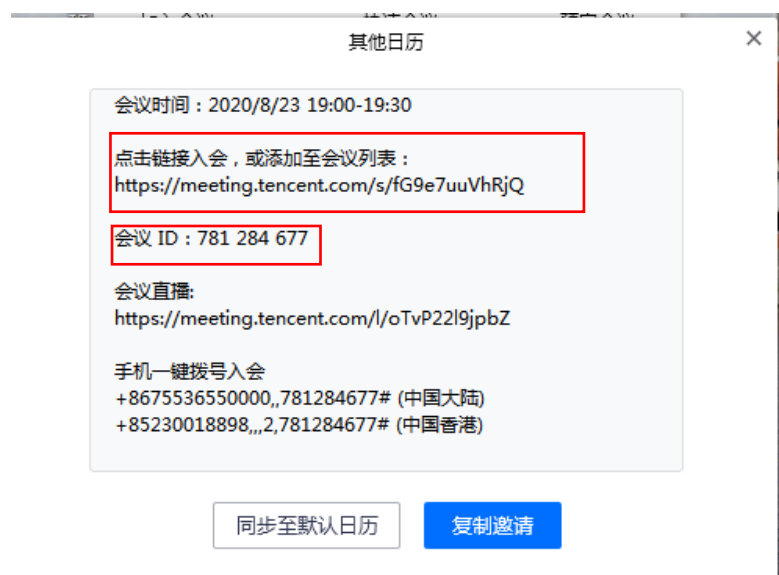 其他日历
会议时间：2020/8/23 19:00-19:30
点击链接入会，或添加至会议列表：
https://meeting.tencent.com/s/fG9e7uuVhRjQ
会议 ID：781 284 677
会议直播:
https://meeting.tencent.com/l/oTvP22l9jpbZ
手机一键拨号入会
+8675536550000,,781284677# (中国大陆)
+85230018898,,,2,781284677# (中国香港)
同步至默认日历
复制邀请